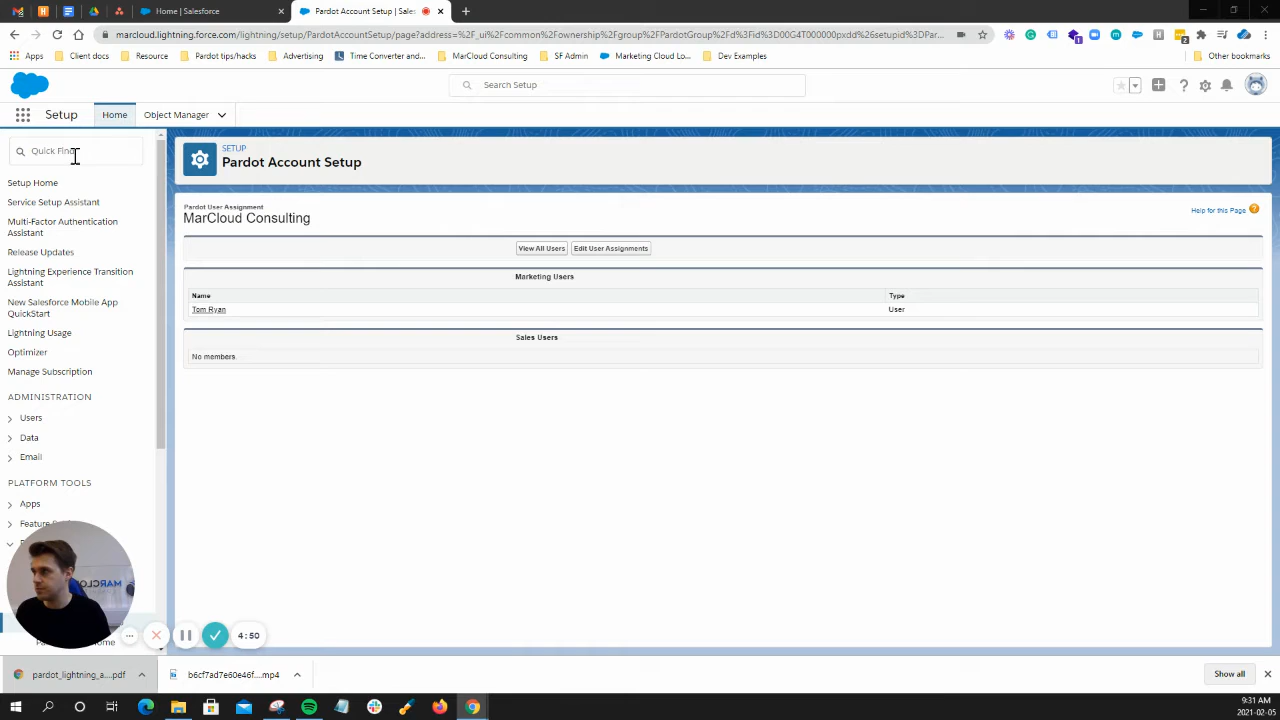 Home | Salesforce
Pardot Account Setup | Sales
marcloud.lightning.force.com/lightning/setup/PardotAccountSetup/page?address=%2F_ui%2Fcommon%2Fownership%2Fgroup%2FPardotGroup%2Fd%3Fid%3D00G4T000000pxdd%26setupid%3DPar...
Apps
Client docs
Resource
Pardot tips/hacks
Advertising
Time Converter and...
MarCloud Consulting
SF Admin
Marketing Cloud Lo...
Dev Examples
Other bookmarks
Search Setup
Setup
Home
Object Manager
Quick Find
Setup Home
Service Setup Assistant
Multi-Factor Authentication
Assistant
Release Updates
Lightning Experience Transition
Assistant
New Salesforce Mobile App
QuickStart
Lightning Usage
Optimizer
Manage Subscription
ADMINISTRATION
Users
Data
Email
PLATFORM TOOLS
Apps
Feature
SETUP
Pardot Account Setup
Pardot User Assignment
MarCloud Consulting
Help for this Page
View All Users
Edit User Assignments
Marketing Users
Name
Type
Tom Ryan
User
Sales Users
No members.
4:50
pardot_lightning_a....pdf
b6cf7ad7e60e46f....mp4
Show all
9:31 AM
2021-02-05